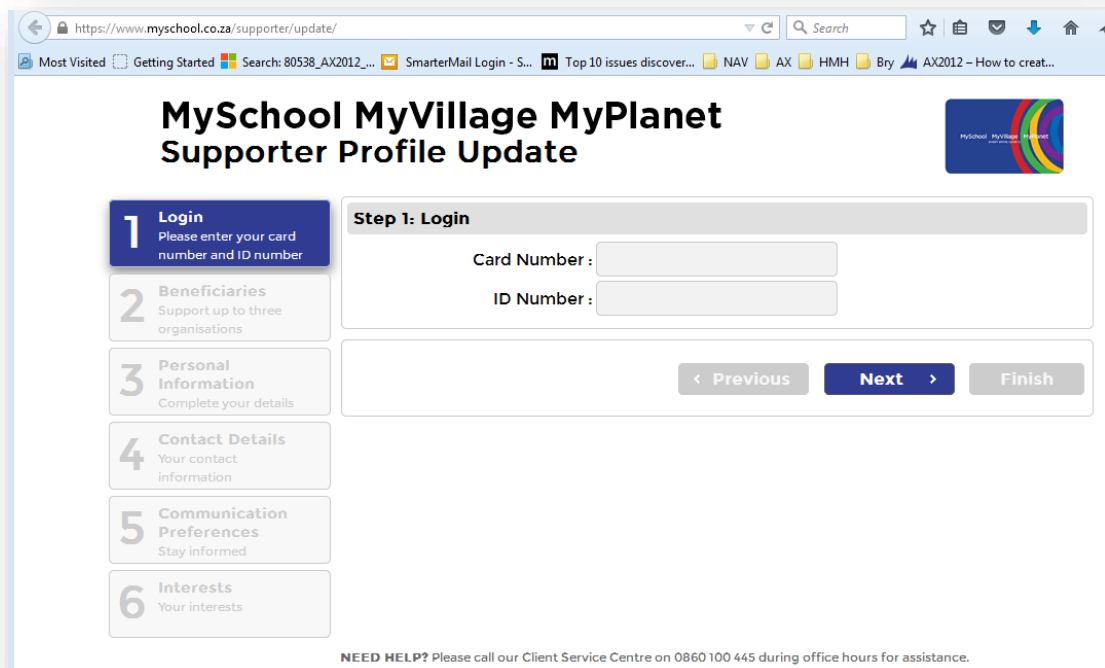 https://www.myschool.co.za/supporter/update/
Search
Most Visited Getting Started Search: 80538_AX2012_... SmarterMail Login - S... Top 10 issues discover... NAV AX HMH Bry AX2012 – How to creat...
MySchool MyVillage MyPlanet
Supporter Profile Update
MySchool MyVillage MyPlanet
1
Login
Please enter your card
number and ID number
Step 1: Login
Card Number :
ID Number :
2
Beneficiaries
Support up to three
organisations
‹ Previous
Next ›
Finish
3
Personal
Information
Complete your details
4
Contact Details
Your contact
information
5
Communication
Preferences
Stay informed
6
Interests
Your interests
NEED HELP? Please call our Client Service Centre on 0860 100 445 during office hours for assistance.